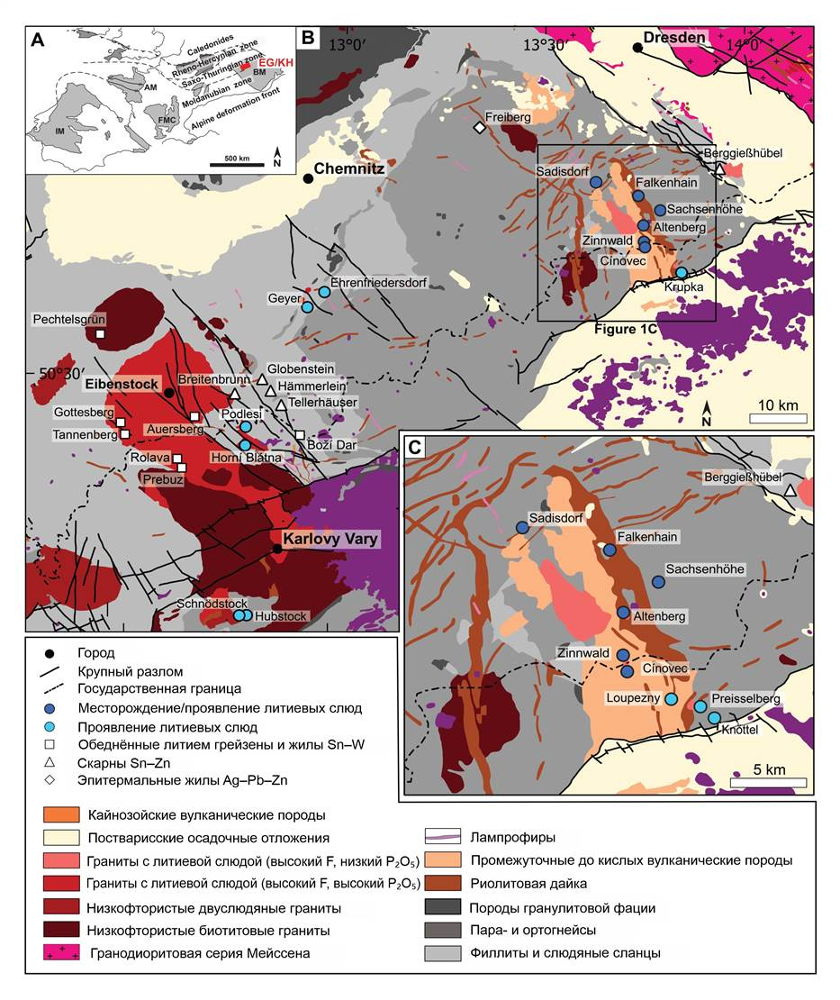 A
Caledonides
Rheno-Hercynian zone
Saxo-Thuringian zone
EG/KH
BM
AM
Moldanubian zone
FMC
IM
Alpine deformation front
500 km
N
B
13°0'
13°30'
14°0'
Dresden
Freiberg
Chemnitz
Berggießhübel
Sadisdorf
Falkenhain
Sachsenhöhe
Altenberg
Zinnwald
Cínovec
Krupka
Figure 1C
Ehrenfriedersdorf
Geyer
Pechtelsgrün
50°30'
Globenstein
Breitenbrunn
Hämmerlein
Eibenstock
Tellerhäuser
Gottesberg
Podlesí
Auersberg
Tannenberg
Boží Dar
Rolava
Horní Blátna
Prebuz
Karlovy Vary
Schnödstock
Hubstock
N
10 km
C
Berggießhübel
Sadisdorf
Falkenhain
Sachsenhöhe
Altenberg
Zinnwald
Cínovec
Loupezny
Preisselberg
Knöttel
5 km
Город
Крупный разлом
Государственная граница
Месторождение/проявление литиевых слюд
Проявление литиевых слюд
Обеднённые литием грейзены и жилы Sn–W
Скарны Sn–Zn
Эпитермальные жилы Ag–Pb–Zn
Кайнозойские вулканические породы
Постварисские осадочные отложения
Граниты с литиевой слюдой (высокий F, низкий P₂O₅)
Граниты с литиевой слюдой (высокий F, высокий P₂O₅)
Низкофтористые двуслюдяные граниты
Низкофтористые биотитовые граниты
Гранодиоритовая серия Мейссена
Лампрофиры
Промежуточные до кислых вулканические породы
Риолитовая дайка
Породы гранулитовой фации
Пара- и ортогнейсы
Филлиты и слюдяные сланцы